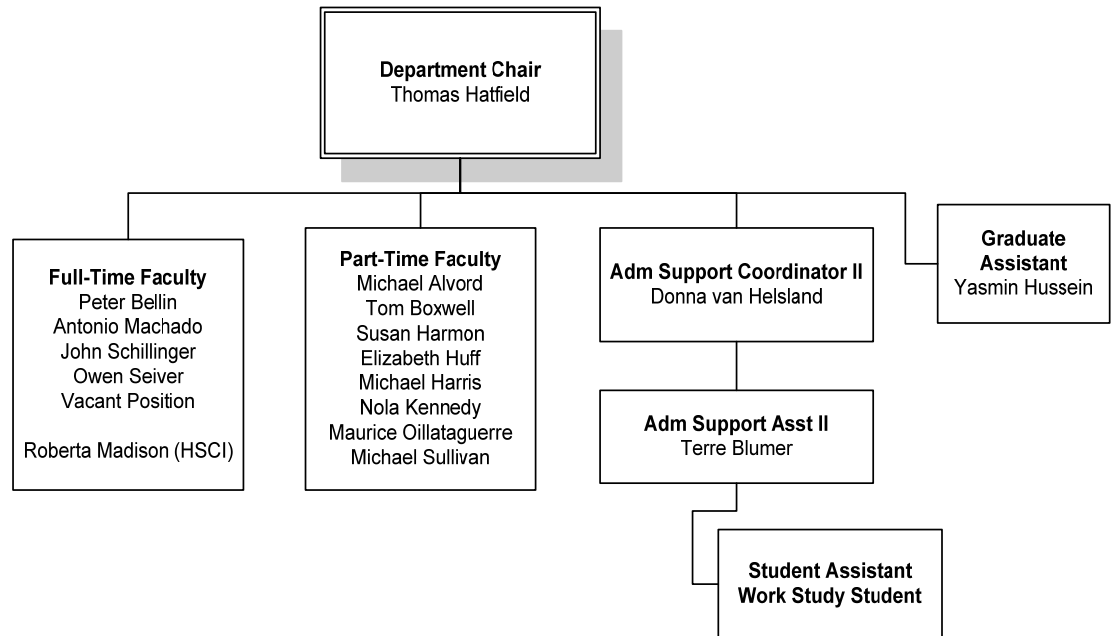 Department Chair
Thomas Hatfield
Full-Time Faculty
Peter Bellin
Antonio Machado
John Schillinger
Owen Seiver
Vacant Position
Roberta Madison (HSCI)
Part-Time Faculty
Michael Alvord
Tom Boxwell
Susan Harmon
Elizabeth Huff
Michael Harris
Nola Kennedy
Maurice Oillataguerre
Michael Sullivan
Adm Support Coordinator II
Donna van Helsland
Adm Support Asst II
Terre Blumer
Student Assistant
Work Study Student
Graduate
Assistant
Yasmin Hussein